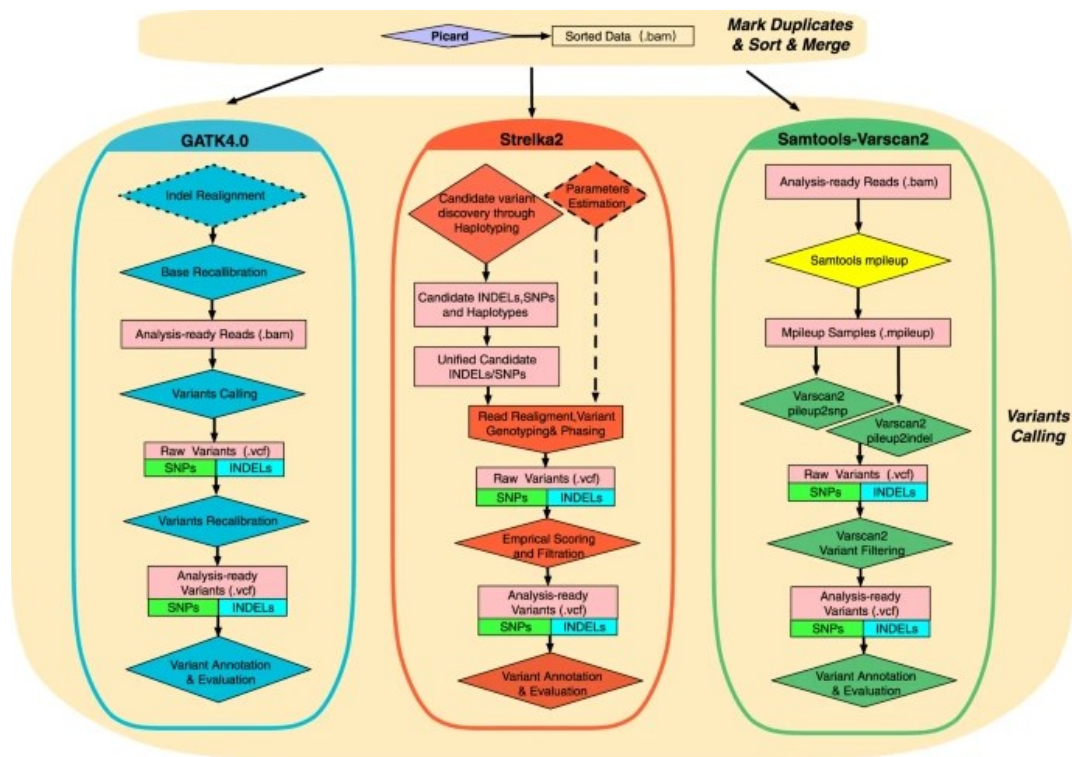 Picard
Sorted Data (.bam)
Mark Duplicates
& Sort & Merge
GATK4.0
Indel Realignment
Base Recallibration
Analysis-ready Reads (.bam)
Variants Calling
Raw Variants (.vcf)
SNPs
INDELs
Variants Recalibration
Analysis-ready
Variants (.vcf)
SNPs
INDELs
Variant Annotation
& Evaluation
Strelka2
Candidate variant
discovery through
Haplotyping
Parameters
Estimation
Candidate INDELs,SNPs
and Haplotypes
Unified Candidate
INDELs/SNPs
Read Realigment,Variant
Genotyping& Phasing
Raw Variants (.vcf)
SNPs
INDELs
Emprical Scoring
and Filtration
Analysis-ready
Variants (.vcf)
SNPs
INDELs
Variant Annotation
& Evaluation
Samtools-Varscan2
Analysis-ready Reads (.bam)
Samtools mpileup
Mpileup Samples (.mpileup)
Varscan2
pileup2snp
Varscan2
pileup2indel
Raw Variants (.vcf)
SNPs
INDELs
Varscan2
Variant Filtering
Analysis-ready
Variants (.vcf)
SNPs
INDELs
Variant Annotation
& Evaluation
Variants
Calling